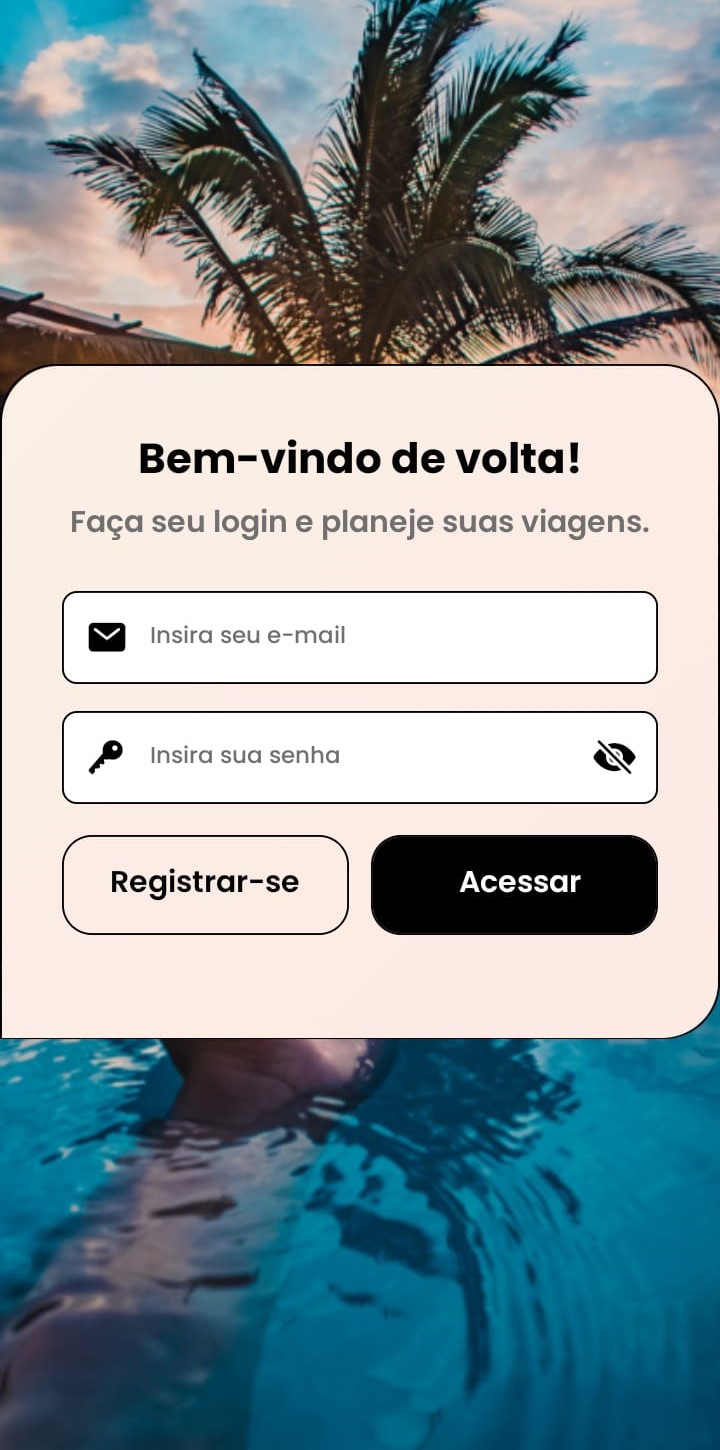 Bem-vindo de volta!
Faça seu login e planeje suas viagens.
Insira seu e-mail
Insira sua senha
Registrar-se
Acessar